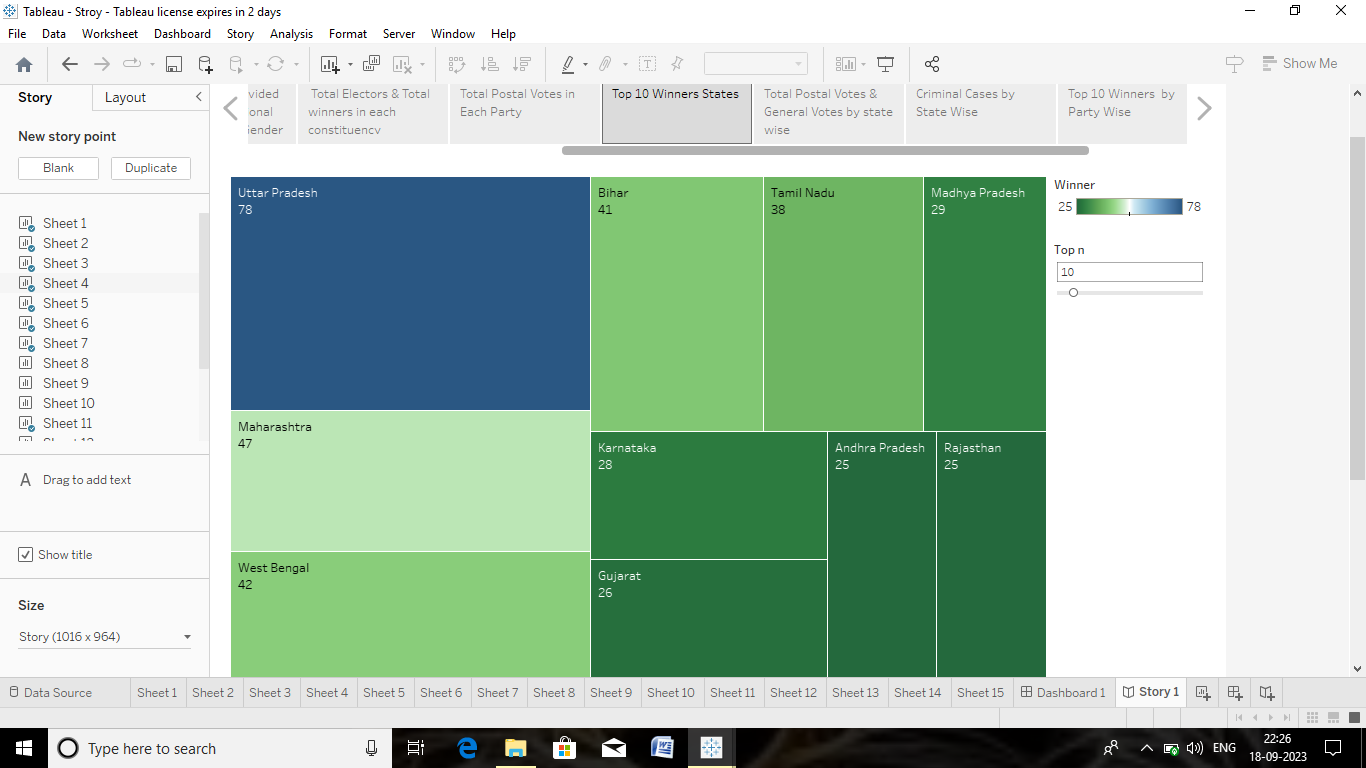 Tableau - Stroy - Tableau license expires in 2 days
File Data Worksheet Dashboard Story Analysis Format Server Window Help
Show Me
Story Layout
New story point
Blank Duplicate
Sheet 1
Sheet 2
Sheet 3
Sheet 4
Sheet 5
Sheet 6
Sheet 7
Sheet 8
Sheet 9
Sheet 10
Sheet 11
A Drag to add text
Show title
Size
Story (1016 x 964)
vided
onal
ender
Total Electors & Total
winners in each
constituency
Total Postal Votes in
Each Party
Top 10 Winners States
Total Postal Votes &
General Votes by state
wise
Criminal Cases by
State Wise
Top 10 Winners by
Party Wise
Uttar Pradesh
78
Maharashtra
47
West Bengal
42
Bihar
41
Tamil Nadu
38
Madhya Pradesh
29
Karnataka
28
Gujarat
26
Andhra Pradesh
25
Rajasthan
25
Winner
25 78
Top n
10
Data Source Sheet 1 Sheet 2 Sheet 3 Sheet 4 Sheet 5 Sheet 6 Sheet 7 Sheet 8 Sheet 9 Sheet 10 Sheet 11 Sheet 12 Sheet 13 Sheet 14 Sheet 15 Dashboard 1 Story 1
Type here to search
ENG
22:26
18-09-2023